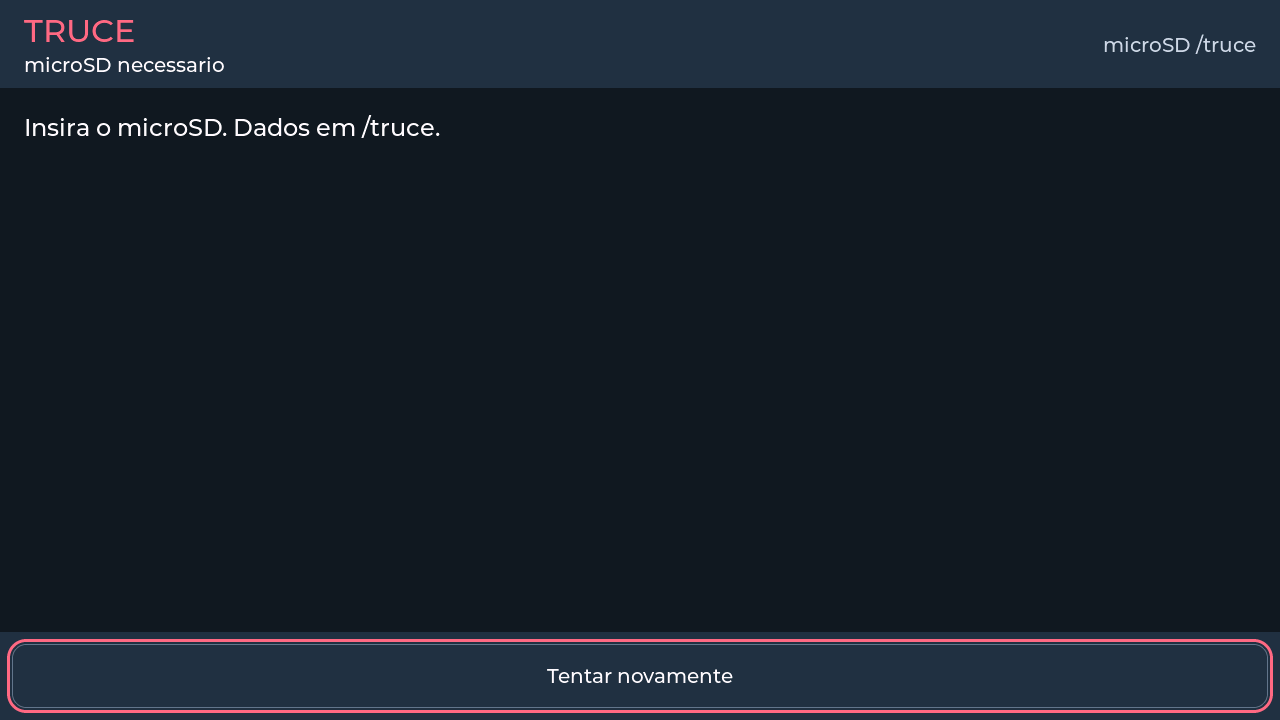 TRUCE
microSD necessario
microSD /truce
Insira o microSD. Dados em /truce.
Tentar novamente